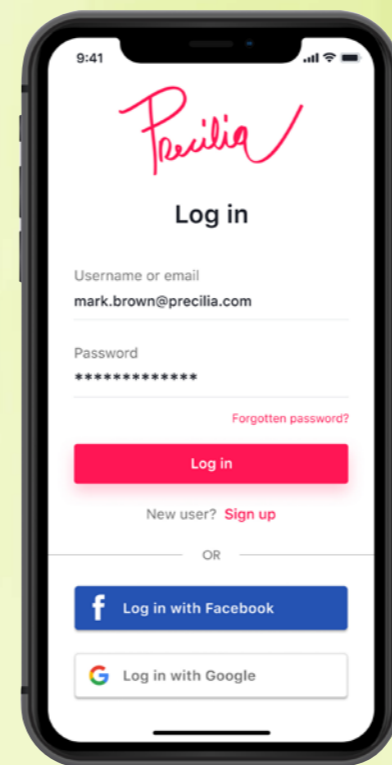 9:41
Precilia
Log in
Username or email
mark.brown@precilia.com
Password
*************
Forgotten password?
Log in
New user? Sign up
OR
f Log in with Facebook
G Log in with Google